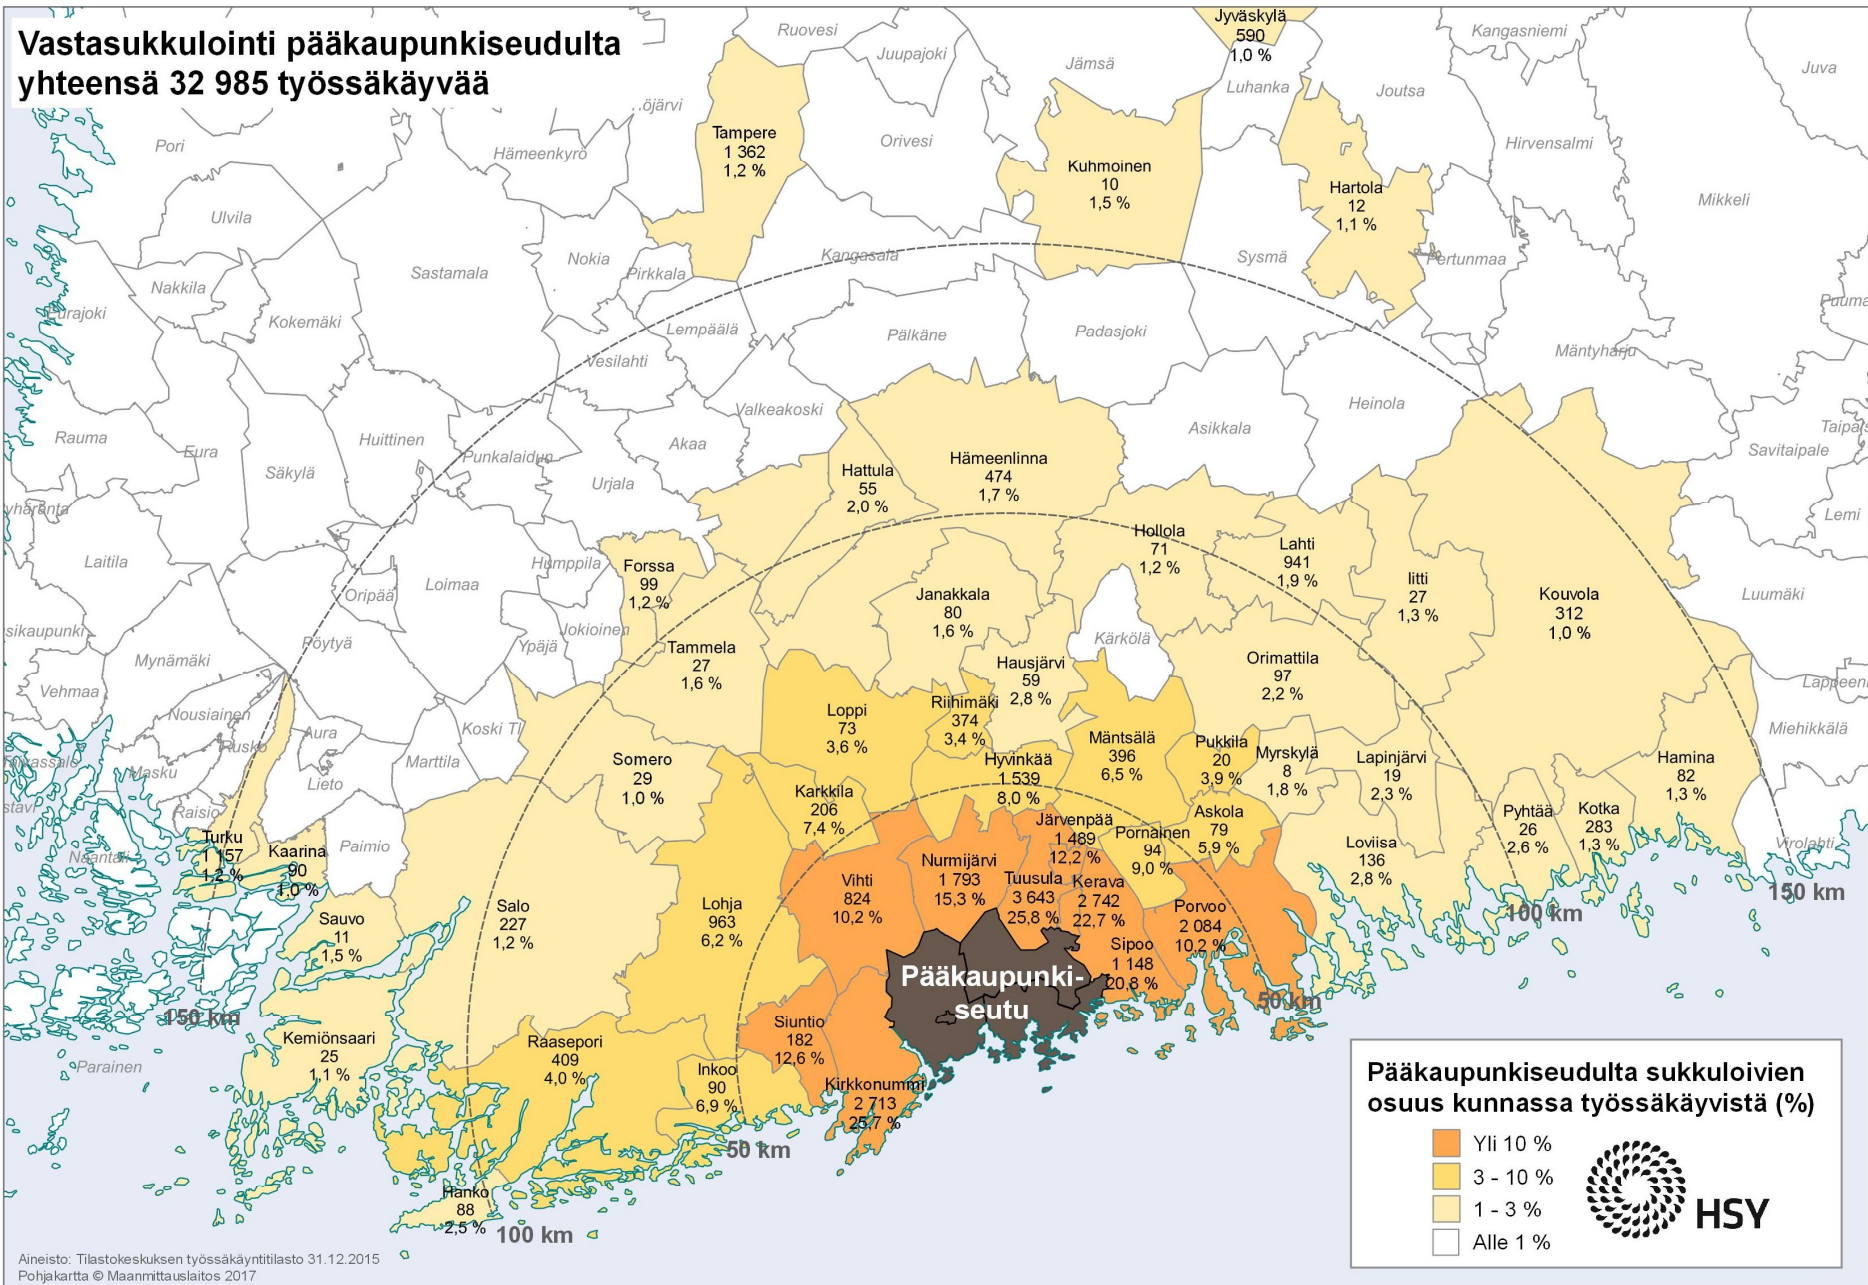 Vastasukkulointi pääkaupunkiseudulta
yhteensä 32 985 työssäkäyvää
Jyväskylä
590
1,0 %
Ruovesi
Juupajoki
Jämsä
Luhanka
Joutsa
Kangasniemi
Juva
öjärvi
Pori
Hämeenkyrö
Tampere
1 362
1,2 %
Orivesi
Kuhmoinen
10
1,5 %
Hartola
12
1,1 %
Hirvensalmi
Mikkeli
Ulvila
Nakkila
Eurajoki
Kokemäki
Sastamala
Nokia
Pirkkala
Kangasala
Sysmä
Pertunmaa
Puuma
Lempäälä
Vesilahti
Pälkäne
Padasjoki
Mäntyharju
Rauma
Eura
Säkylä
Huittinen
Punkalaidun
Urjala
Akaa
Valkeakoski
Asikkala
Heinola
Savitaipale
Taipals
Lemi
Hattula
55
2,0 %
Hämeenlinna
474
1,7 %
Hollola
71
1,2 %
Lahti
941
1,9 %
Iitti
27
1,3 %
Kouvola
312
1,0 %
Luumäki
yhäranta
Laitila
Oripää
Loimaa
Humppila
Forssa
99
1,2 %
Jokioinen
Ypäjä
Janakkala
80
1,6 %
Kärkölä
sikaupunki
Mynämäki
Pöytyä
Tammela
27
1,6 %
Hausjärvi
59
2,8 %
Orimattila
97
2,2 %
Lappeen
Vehmaa
Nousiainen
Rusko
Aura
Koski Tl
Loppi
73
3,6 %
Riihimäki
374
3,4 %
Mäntsälä
396
6,5 %
Pukkila
20
3,9 %
Myrskylä
8
1,8 %
Lapinjärvi
19
2,3 %
Hamina
82
1,3 %
Miehikkälä
Taivassalo
Masku
Lieto
Marttila
Somero
29
1,0 %
Karkkila
206
7,4 %
Hyvinkää
1 539
8,0 %
Askola
79
5,9 %
Pyhtää
26
2,6 %
Kotka
283
1,3 %
Virolahti
stavi
Raisio
Naantali
Turku
1 157
1,2 %
Kaarina
90
1,0 %
Paimio
Järvenpää
1 489
12,2 %
Pornainen
94
9,0 %
Loviisa
136
2,8 %
Vihti
824
10,2 %
Nurmijärvi
1 793
15,3 %
Tuusula
3 643
25,8 %
Kerava
2 742
22,7 %
Porvoo
2 084
10,2 %
Sauvo
11
1,5 %
Salo
227
1,2 %
Lohja
963
6,2 %
Sipoo
1 148
20,8 %
150 km
100 km
50 km
Pääkaupunki-
seutu
150 km
Parainen
Kemiönsaari
25
1,1 %
Raasepori
409
4,0 %
Inkoo
90
6,9 %
Siuntio
182
12,6 %
Kirkkonummi
2 713
25,7 %
50 km
Hanko
88
2,5 %
100 km
Pääkaupunkiseudulta sukkuloivien
osuus kunnassa työssäkäyvistä (%)
Yli 10 %
3 - 10 %
1 - 3 %
Alle 1 %
HSY
Aineisto: Tilastokeskuksen työssäkäyntitilasto 31.12.2015
Pohjakartta © Maanmittauslaitos 2017